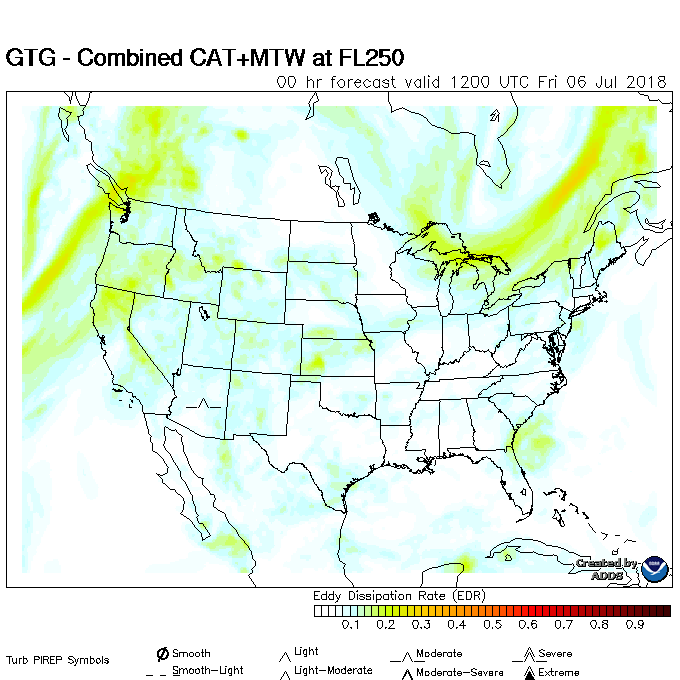 GTG - Combined CAT+MTW at FL250
00 hr forecast valid 1200 UTC Fri 06 Jul 2018
Created by
ADDS
Eddy Dissipation Rate (EDR)
0.1 0.2 0.3 0.4 0.5 0.6 0.7 0.8 0.9
Turb PIREP Symbols
Smooth Light Moderate Severe
Smooth-Light Light-Moderate Moderate-Severe Extreme